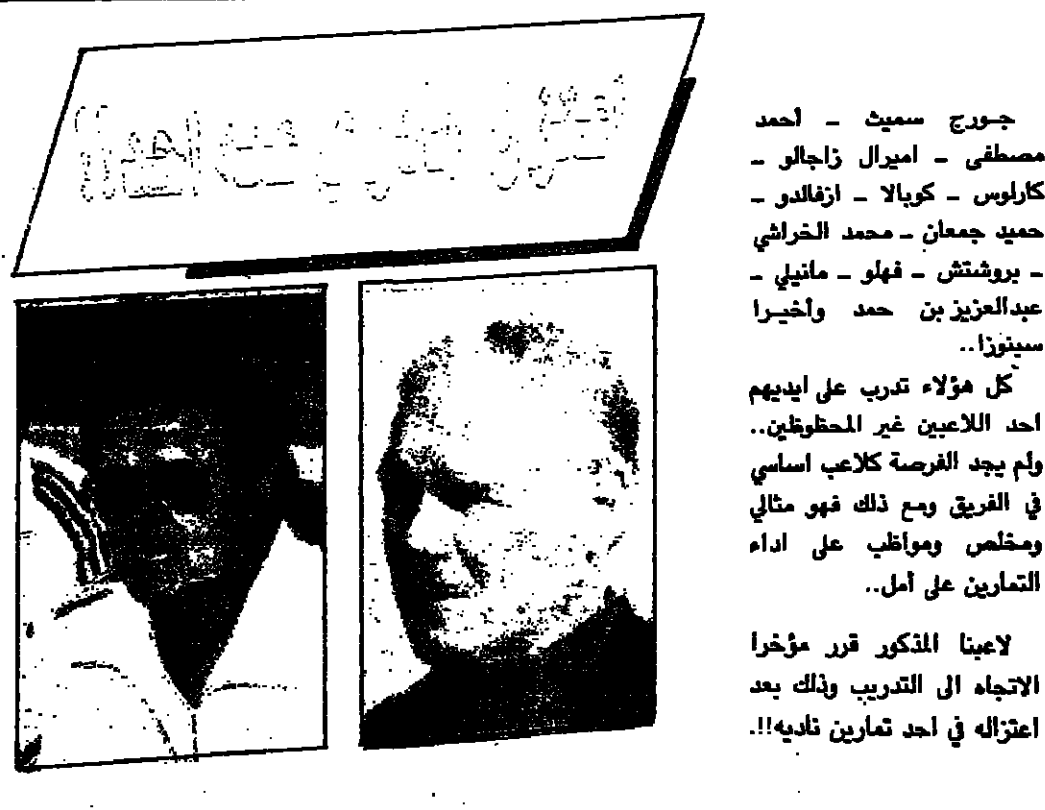 جورج سميث ـ أحمد
مصطفى ـ اميرال زاجالو ـ
كارلوس ـ كوبالا ـ ازفالدو ـ
حميد جمعان ـ محمد الخراشي
ـ بروشتش ـ فهلو ـ مانيلي ـ
عبدالعزيز بن حمد وأخيرا
سينوزا..
كل هؤلاء تدرب على ايديهم
احد اللاعبين غير المحظوظين..
ولم يجد الفرصة كلاعب اساسي
في الفريق ومع ذلك فهو مثالي
ومخلص ومواظب على اداء
التمارين على أمل..
لاعبنا المذكور قرر مؤخرا
الاتجاه الى التدريب وذلك بعد
اعتزاله في احد تمارين ناديه!!.